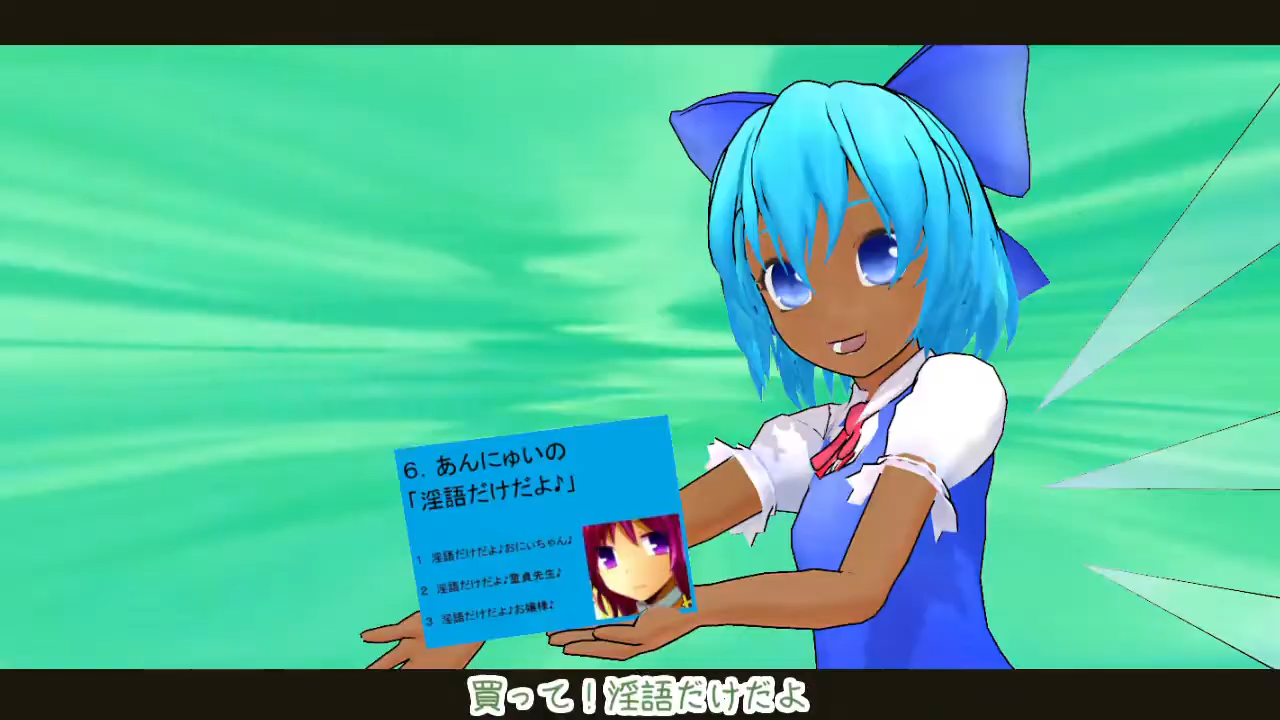 6. あんにゅいの
「淫語だけだよ♪」
1 淫語だけだよ♪おにぃちゃん♪
2 淫語だけだよ♪童貞先生♪
3 淫語だけだよ♪お嬢様♪
買って！淫語だけだよ